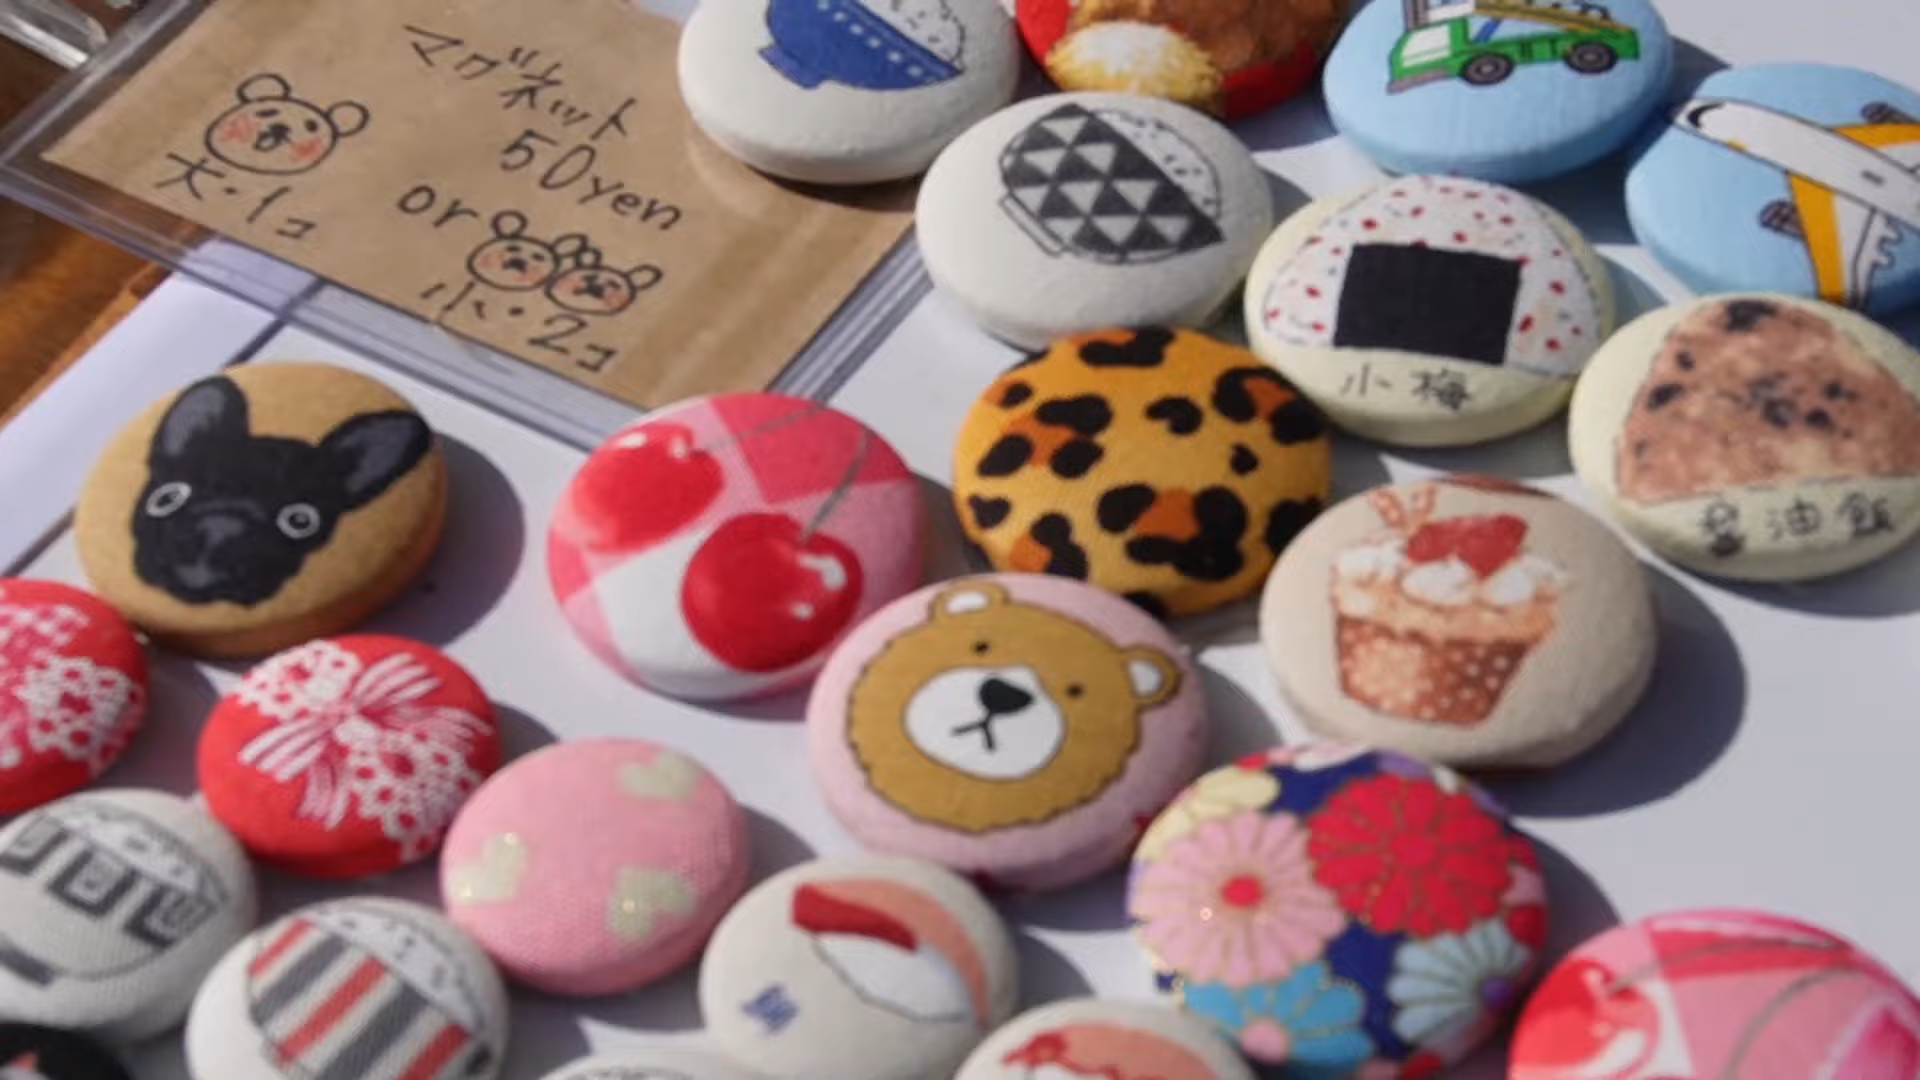 マグネット
50yen
大・1コ
or
小・2コ
小梅
醤油飯